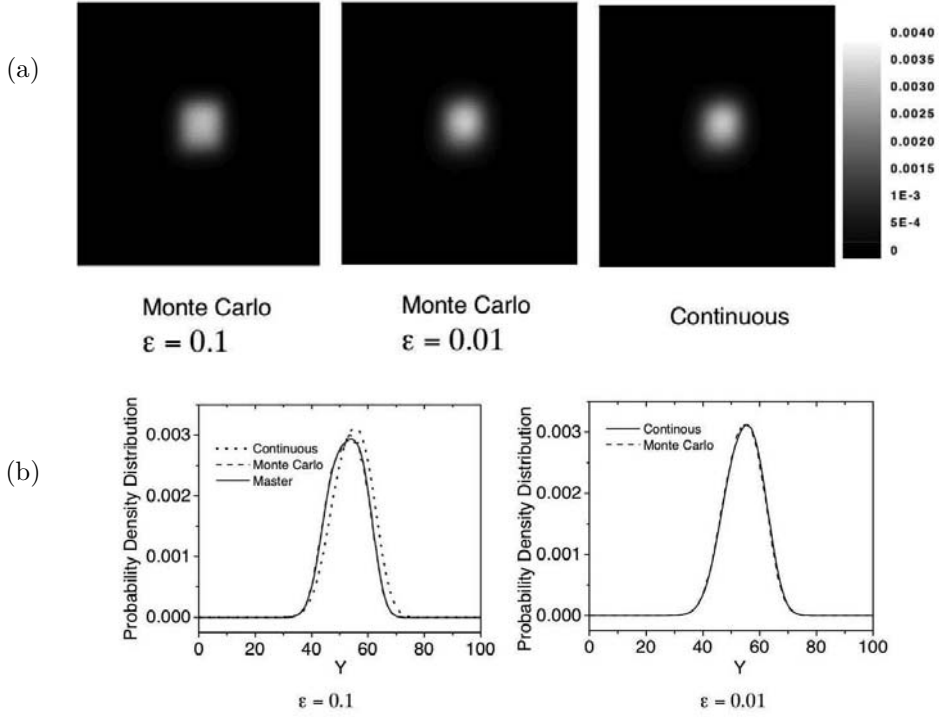 (a)
0.0040
0.0035
0.0030
0.0025
0.0020
0.0015
1E-3
5E-4
0
Monte Carlo
ε = 0.1
Monte Carlo
ε = 0.01
Continuous
(b)
Probability Density Distribution
0.003
0.002
0.001
0.000
Continuous
Monte Carlo
Master
0 20 40 60 80 100
Y
ε = 0.1
Probability Density Distribution
0.003
0.002
0.001
0.000
Continous
Monte Carlo
0 20 40 60 80 100
Y
ε = 0.01